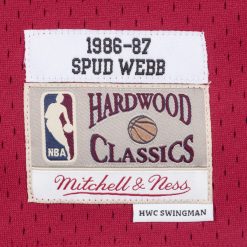 1986-87
SPUD WEBB
HARDWOOD
NBA
CLASSICS
Mitchell & Ness
HWC SWINGMAN